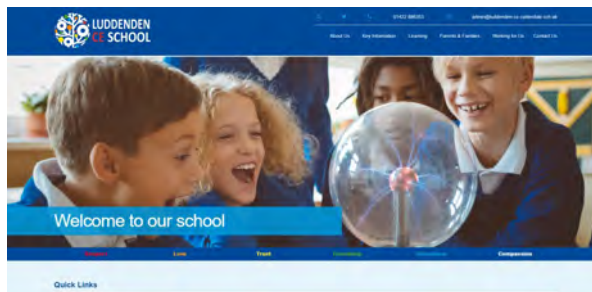 LUDDENDEN
CE SCHOOL
About Us Key Information Learning Parents & Families Working for Us Contact Us
Welcome to our school
Love Trust Compassion
Quick Links